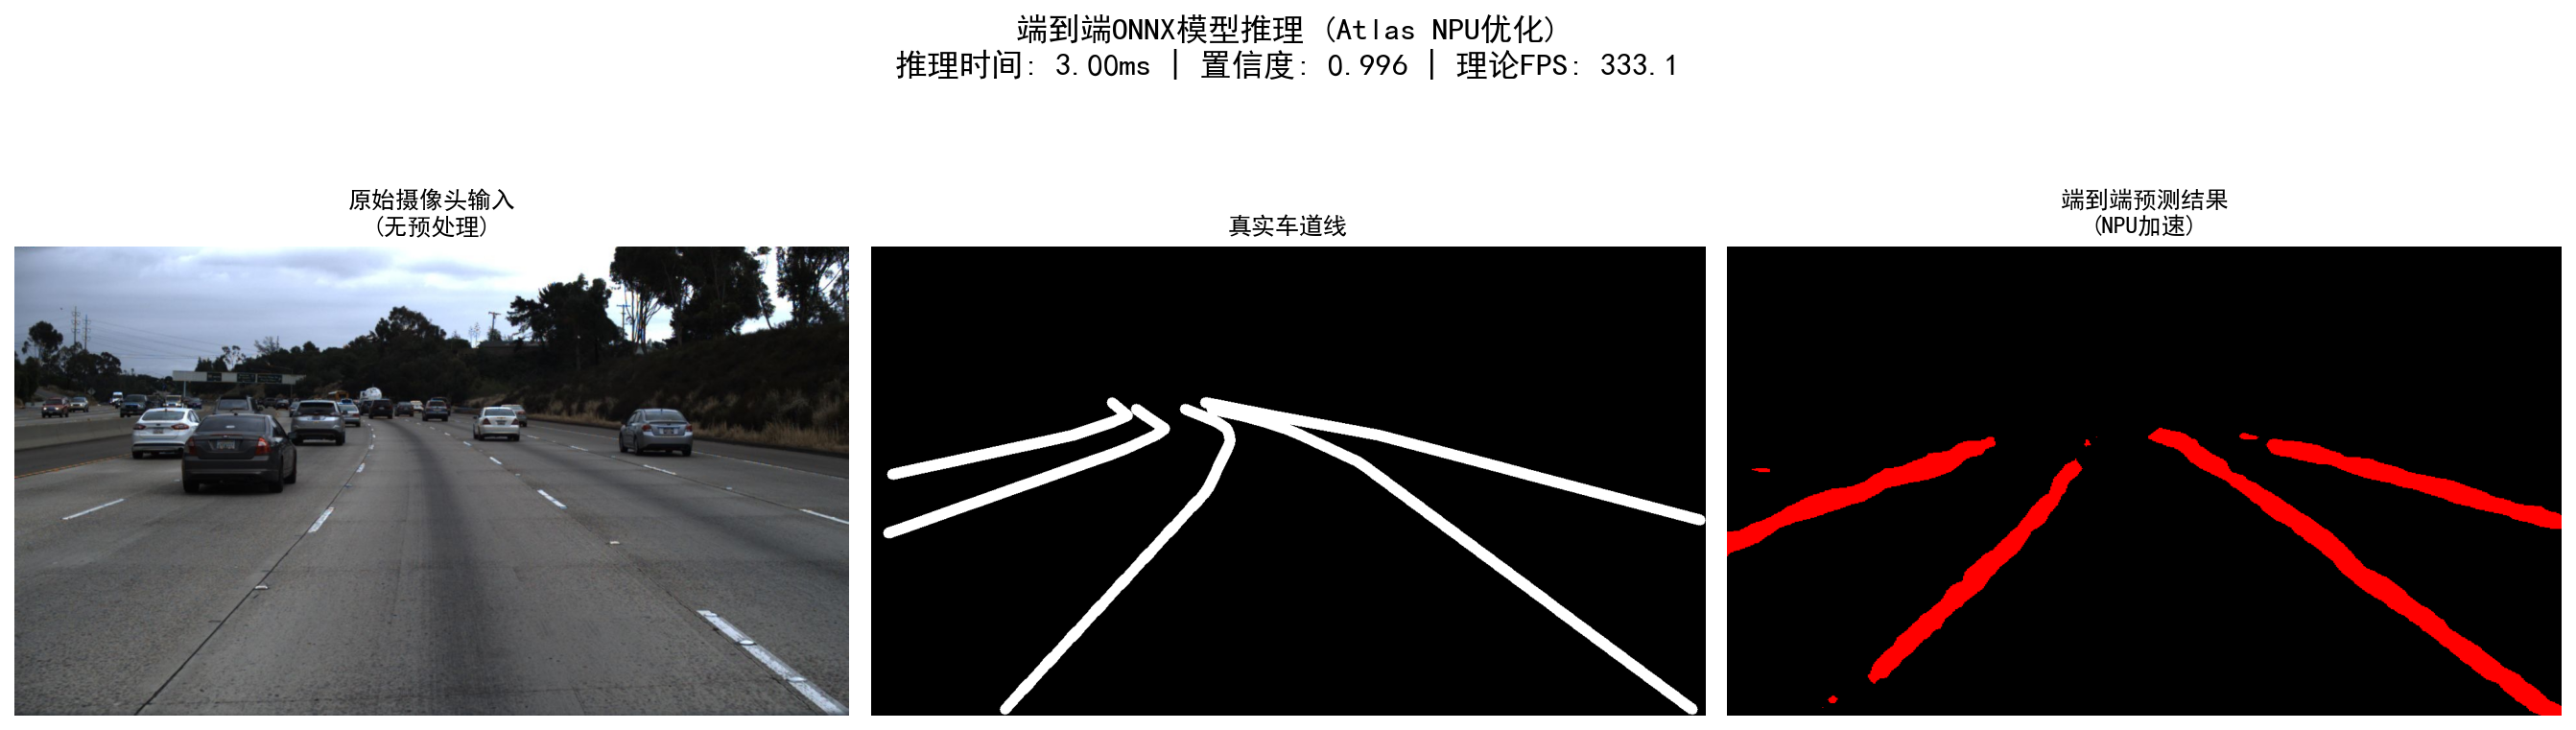 端到端ONNX模型推理 (Atlas NPU优化)
推理时间: 3.00ms | 置信度: 0.996 | 理论FPS: 333.1
原始摄像头输入
(无预处理)
真实车道线
端到端预测结果
(NPU加速)